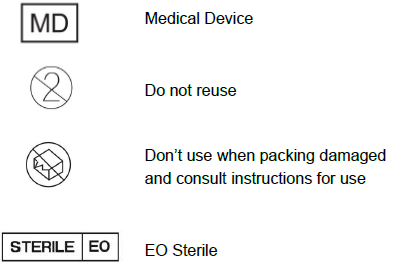 MD Medical Device
2 Do not reuse
Don’t use when packing damaged
and consult instructions for use
STERILE EO EO Sterile